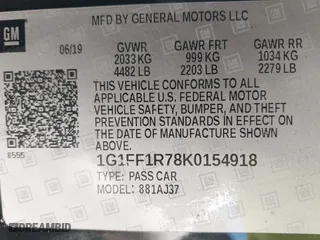 MFD BY GENERAL MOTORS LLC
GM
06/19 GVWR GAWR FRT GAWR RR
2033 KG 999 KG 1034 KG
4482 LB 2203 LB 2279 LB
THIS VEHICLE CONFORMS TO ALL
APPLICABLE U.S. FEDERAL MOTOR
VEHICLE SAFETY, BUMPER, AND THEFT
PREVENTION STANDARDS IN EFFECT
ON THE DATE OF MANUFACTURE SHOWN
ABOVE.
8555
1G1FF1R78K0154918
TYPE: PASS CAR
MODEL: 881AJ37
BIDREAMBID